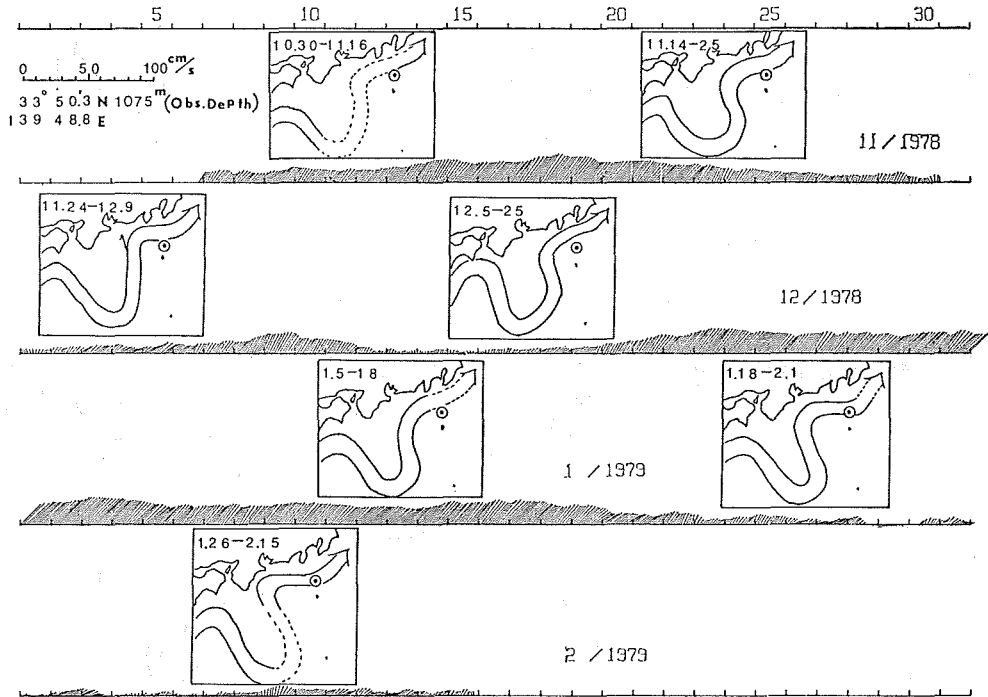 5 10 15 20 25 30
0 50 100 cm/s
33° 50.3' N 1075 m (Obs.Depth)
139 48.8 E
10.30-11.16
11.14-25
11/1978
11.24-12.9
12.5-25
12/1978
1.5-18
1.18-2.1
1 /1979
1.26-2.15
2 /1979